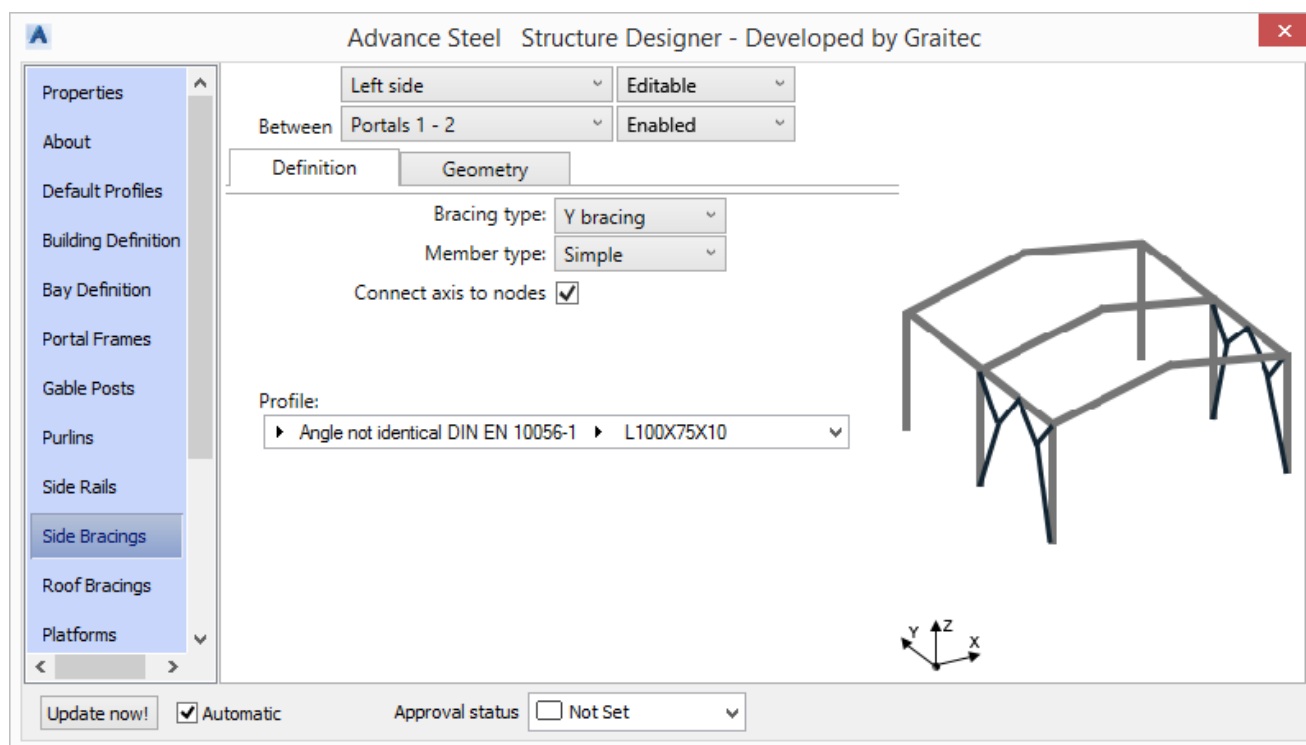 Advance Steel Structure Designer - Developed by Graitec
Properties
About
Default Profiles
Building Definition
Bay Definition
Portal Frames
Gable Posts
Purlins
Side Rails
Side Bracings
Roof Bracings
Platforms
Left side Editable
Between Portals 1 - 2 Enabled
Definition Geometry
Bracing type: Y bracing
Member type: Simple
Connect axis to nodes
Profile:
Angle not identical DIN EN 10056-1 L100X75X10
Y Z X
Update now! Automatic Approval status Not Set